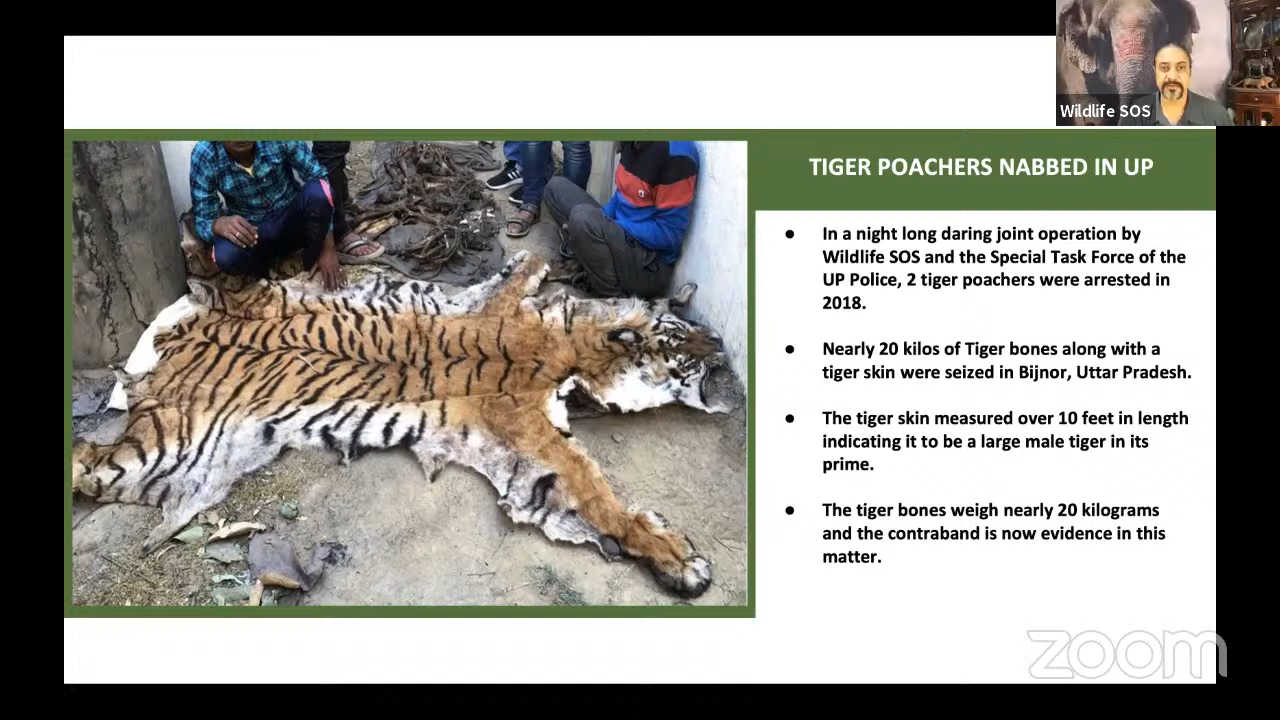 Wildlife SOS
TIGER POACHERS NABBED IN UP
● In a night long daring joint operation by
Wildlife SOS and the Special Task Force of the
UP Police, 2 tiger poachers were arrested in
2018.
● Nearly 20 kilos of Tiger bones along with a
tiger skin were seized in Bijnor, Uttar Pradesh.
● The tiger skin measured over 10 feet in length
indicating it to be a large male tiger in its
prime.
● The tiger bones weigh nearly 20 kilograms
and the contraband is now evidence in this
matter.
zoom